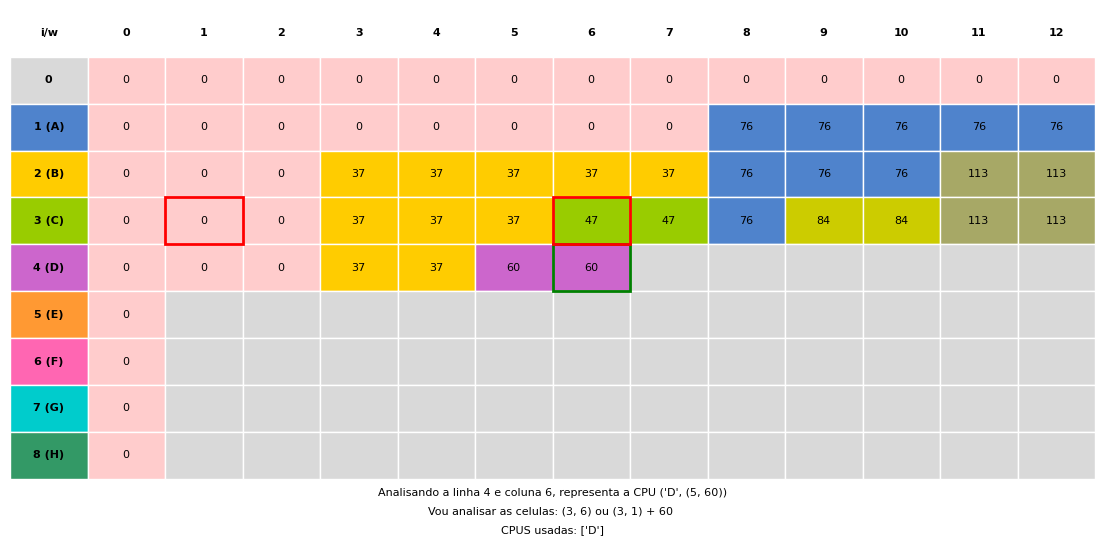 i/w 0 1 2 3 4 5 6 7 8 9 10 11 12
0 0 0 0 0 0 0 0 0 0 0 0 0 0
1 (A) 0 0 0 0 0 0 0 0 76 76 76 76 76
2 (B) 0 0 0 37 37 37 37 37 76 76 76 113 113
3 (C) 0 0 0 37 37 37 47 47 76 84 84 113 113
4 (D) 0 0 0 37 37 60 60
5 (E) 0
6 (F) 0
7 (G) 0
8 (H) 0
Analisando a linha 4 e coluna 6, representa a CPU ('D', (5, 60))
Vou analisar as celulas: (3, 6) ou (3, 1) + 60
CPUS usadas: ['D']